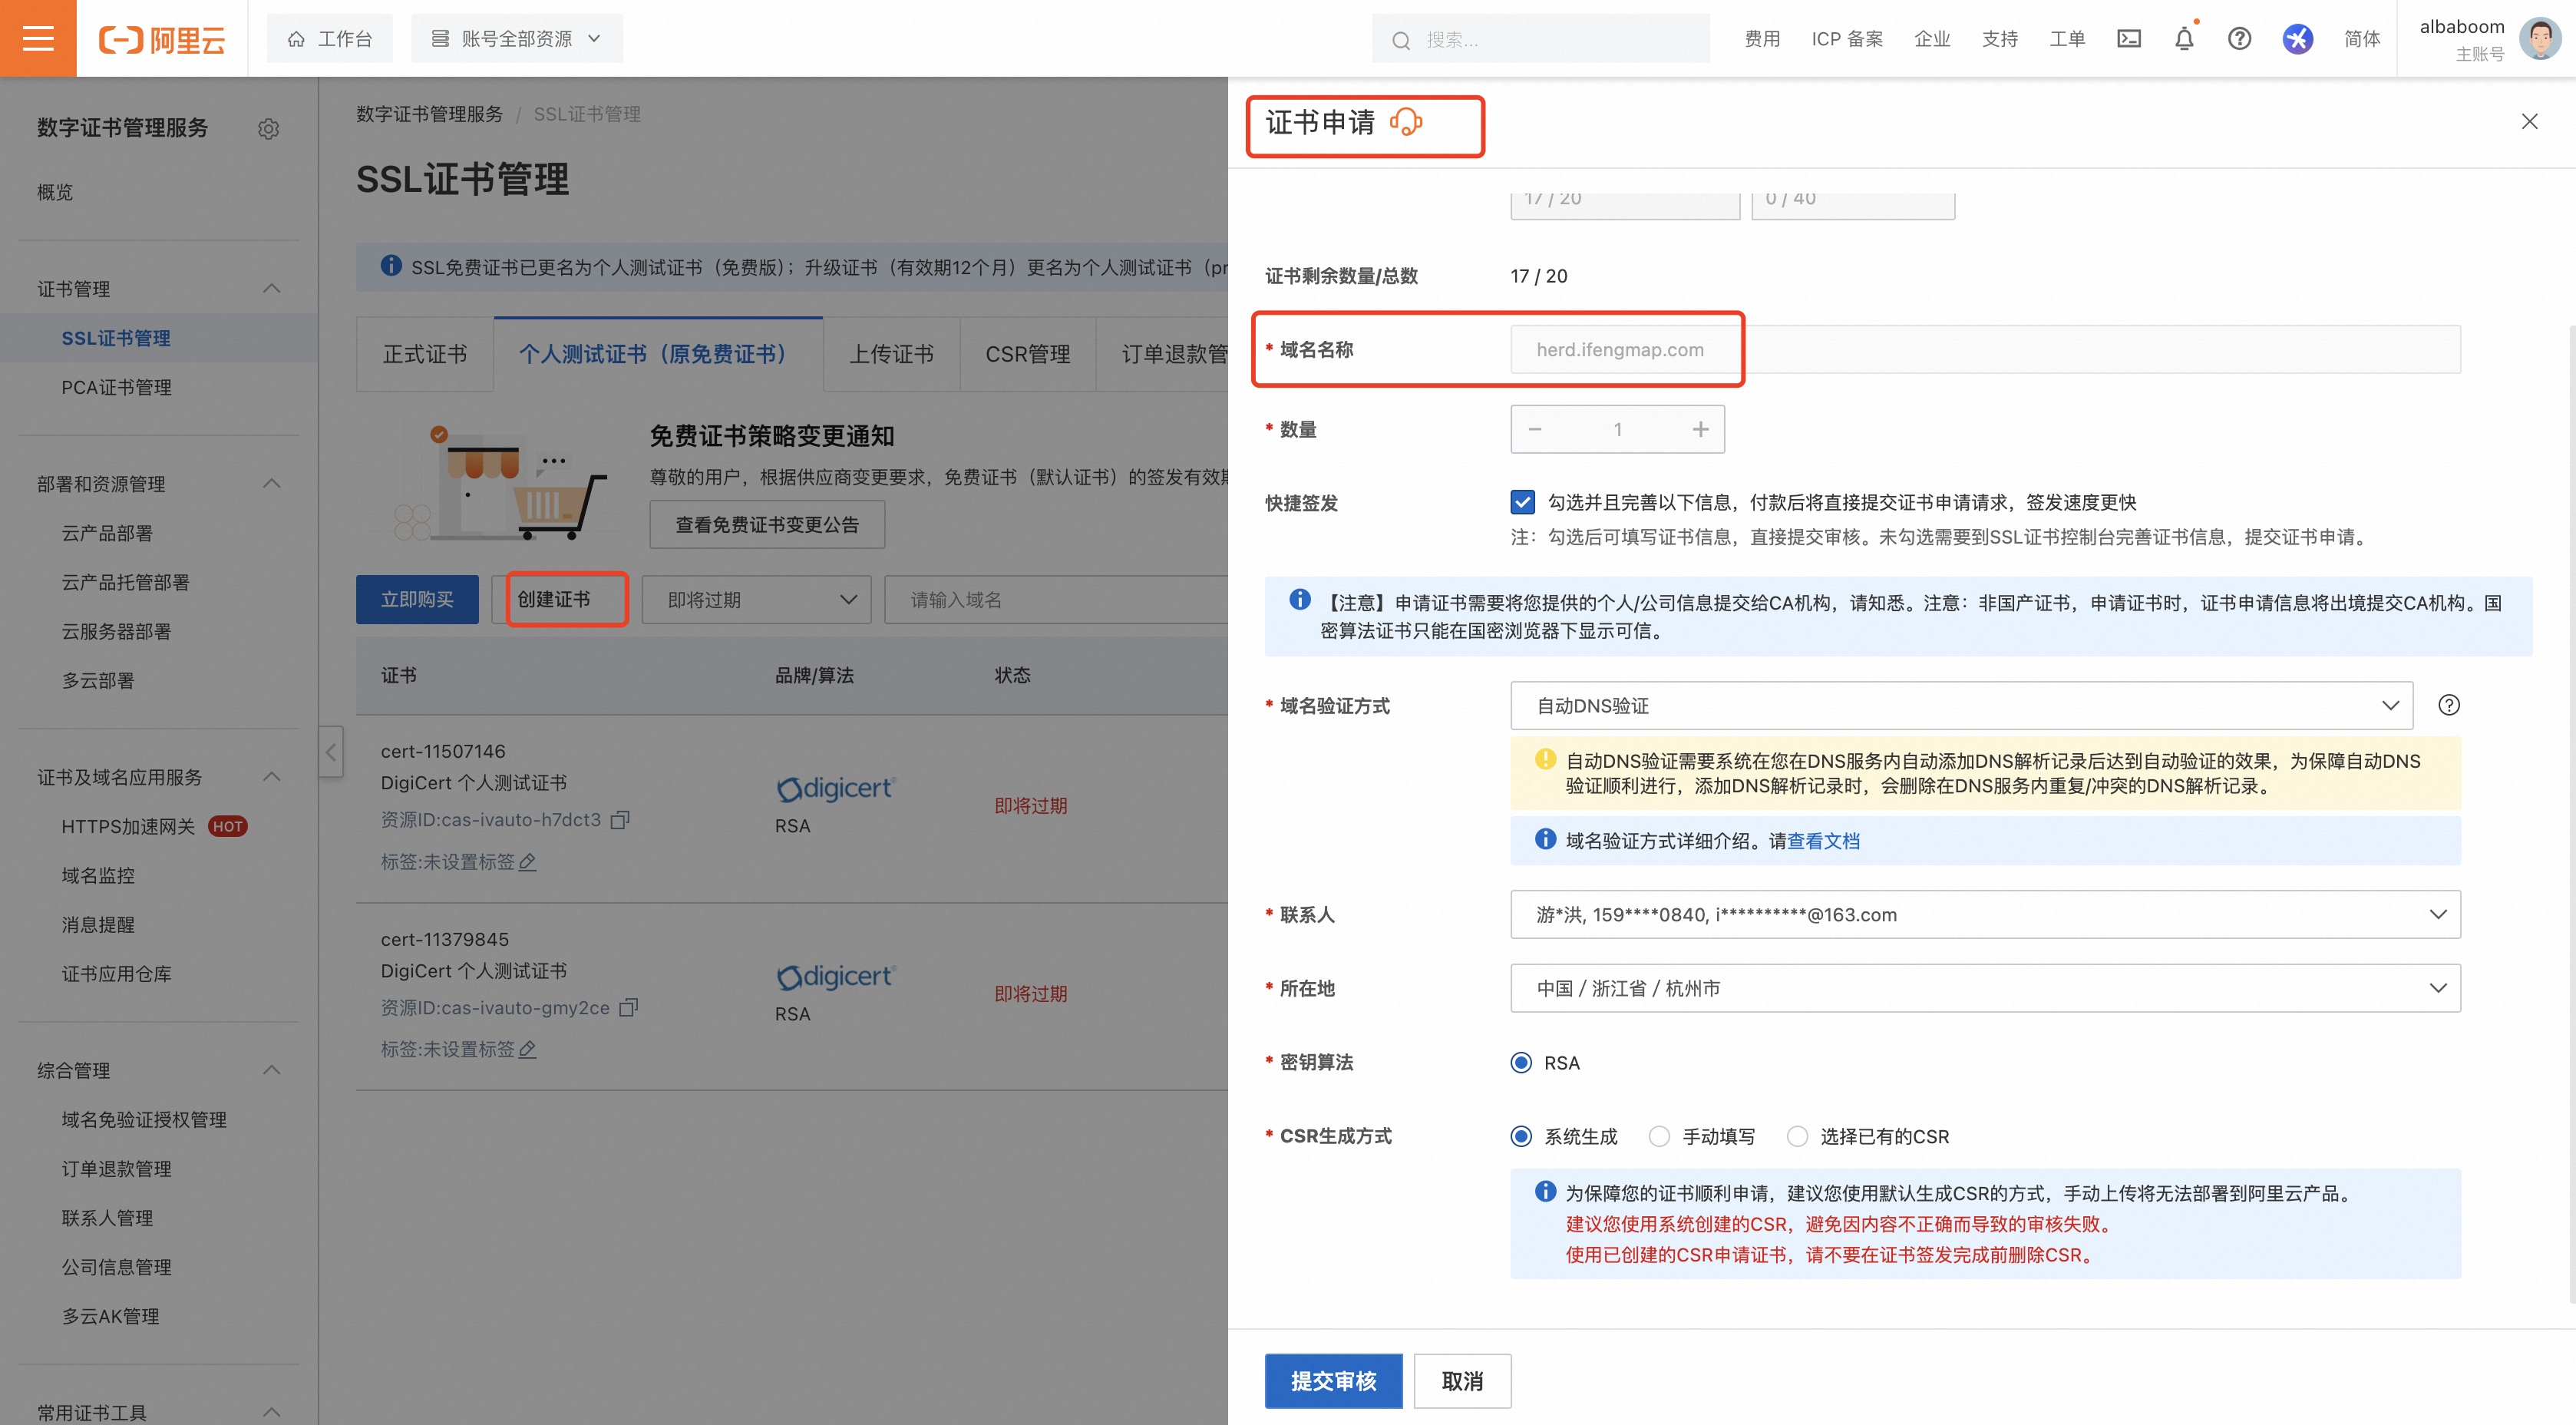 阿里云
工作台
账号全部资源
搜索...
费用
ICP 备案
企业
支持
工单
简体
albaboom
主账号
数字证书管理服务
概览
证书管理
SSL证书管理
PCA证书管理
部署和资源管理
云产品部署
云产品托管部署
云服务器部署
多云部署
证书及域名应用服务
HTTPS加速网关 HOT
域名监控
消息提醒
证书应用仓库
综合管理
域名免验证授权管理
订单退款管理
联系人管理
公司信息管理
多云AK管理
常用证书工具
数字证书管理服务 / SSL证书管理
SSL证书管理
SSL免费证书已更名为个人测试证书（免费版）；升级证书（有效期12个月）更名为个人测试证书（pr
正式证书
个人测试证书（原免费证书）
上传证书
CSR管理
订单退款管
免费证书策略变更通知
尊敬的用户，根据供应商变更要求，免费证书（默认证书）的签发有效期
查看免费证书变更公告
立即购买
创建证书
即将过期
请输入域名
证书
品牌/算法
状态
cert-11507146
DigiCert 个人测试证书
资源ID:cas-ivauto-h7dct3
标签:未设置标签
digicert
RSA
即将过期
cert-11379845
DigiCert 个人测试证书
资源ID:cas-ivauto-gmy2ce
标签:未设置标签
digicert
RSA
即将过期
证书申请
17 / 20
0 / 40
证书剩余数量/总数
17 / 20
* 域名名称
herd.ifengmap.com
* 数量
1
快捷签发
勾选并且完善以下信息，付款后将直接提交证书申请请求，签发速度更快
注：勾选后可填写证书信息，直接提交审核。未勾选需要到SSL证书控制台完善证书信息，提交证书申请。
【注意】申请证书需要将您提供的个人/公司信息提交给CA机构，请知悉。注意：非国产证书，申请证书时，证书申请信息将出境提交CA机构。国
密算法证书只能在国密浏览器下显示可信。
* 域名验证方式
自动DNS验证
自动DNS验证需要系统在您在DNS服务内自动添加DNS解析记录后达到自动验证的效果，为保障自动DNS
验证顺利进行，添加DNS解析记录时，会删除在DNS服务内重复/冲突的DNS解析记录。
域名验证方式详细介绍。请查看文档
* 联系人
游*洪, 159****0840, i**********@163.com
* 所在地
中国 / 浙江省 / 杭州市
* 密钥算法
RSA
* CSR生成方式
系统生成
手动填写
选择已有的CSR
为保障您的证书顺利申请，建议您使用默认生成CSR的方式，手动上传将无法部署到阿里云产品。
建议您使用系统创建的CSR，避免因内容不正确而导致的审核失败。
使用已创建的CSR申请证书，请不要在证书签发完成前删除CSR。
提交审核
取消